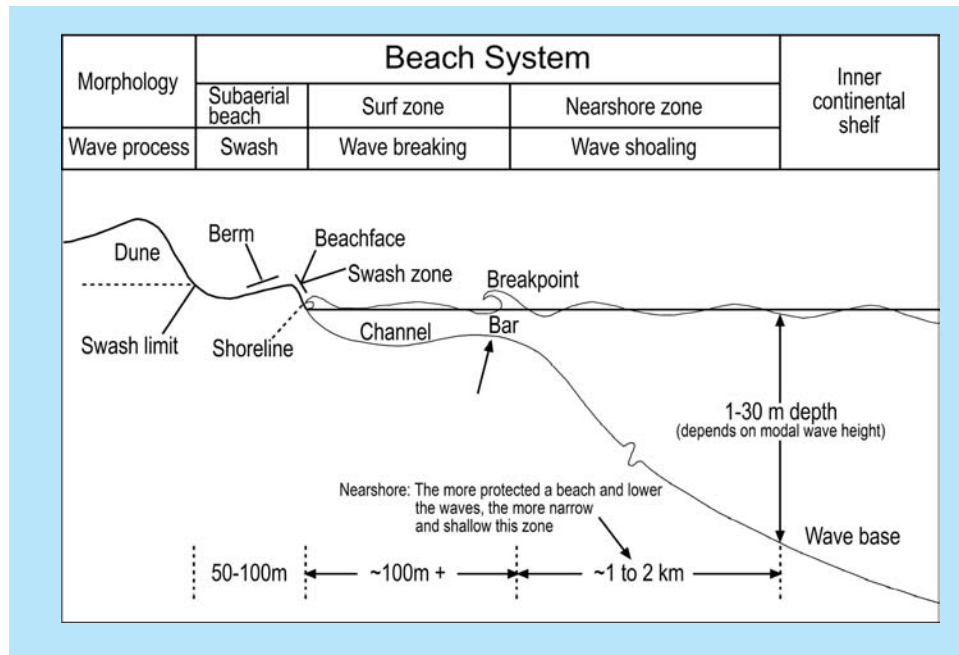 Morphology
Beach System
Inner
continental
shelf
Subaerial
beach
Surf zone
Nearshore zone
Wave process
Swash
Wave breaking
Wave shoaling
Dune
Berm
Beachface
Swash zone
Breakpoint
Swash limit
Shoreline
Channel
Bar
1-30 m depth
(depends on modal wave height)
Nearshore: The more protected a beach and lower
the waves, the more narrow
and shallow this zone
Wave base
50-100m
~100m +
~1 to 2 km